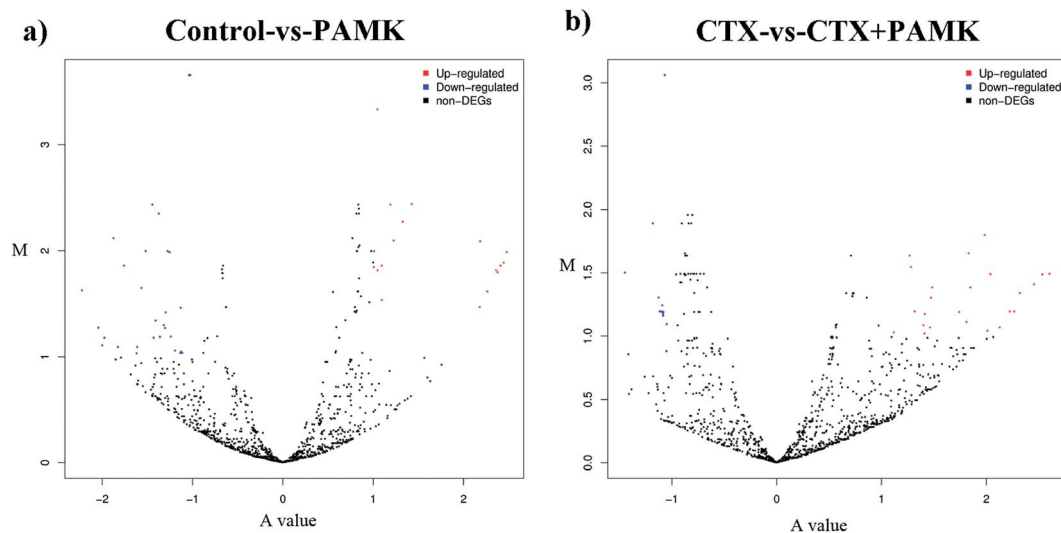 a)
Control-vs-PAMK
Up-regulated
Down-regulated
non-DEGs
3
2
1
0
M
-2
-1
0
1
2
A value
b)
CTX-vs-CTX+PAMK
Up-regulated
Down-regulated
non-DEGs
3.0
2.5
2.0
1.5
1.0
0.5
0.0
M
-1
0
1
2
A value